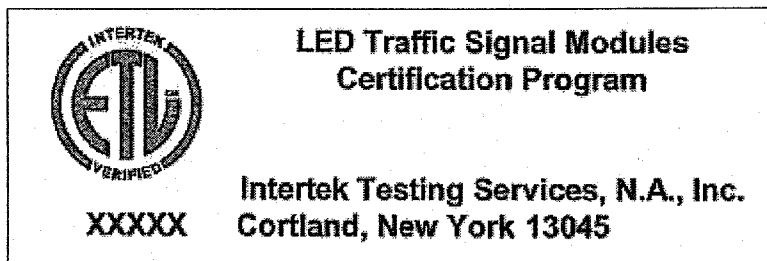 INTERTEK
ETL
VERIFIED
LED Traffic Signal Modules
Certification Program
XXXXX
Intertek Testing Services, N.A., Inc.
Cortland, New York 13045